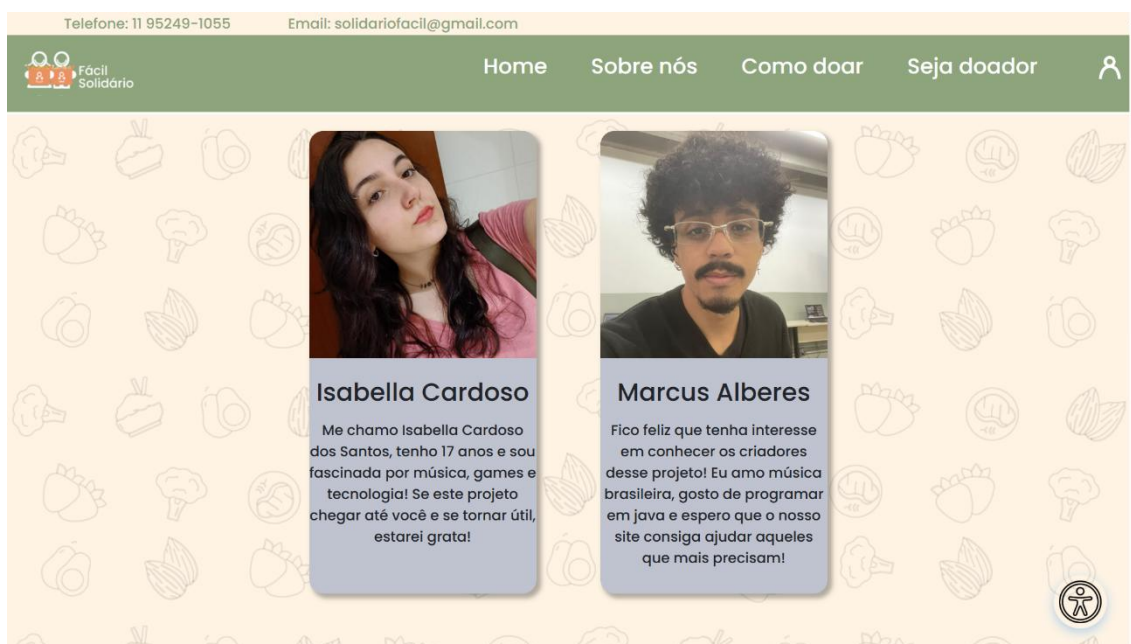 Telefone: 11 95249-1055 Email: solidariofacil@gmail.com
Fácil
Solidário
Home Sobre nós Como doar Seja doador
Isabella Cardoso
Me chamo Isabella Cardoso
dos Santos, tenho 17 anos e sou
fascinada por música, games e
tecnologia! Se este projeto
chegar até você e se tornar útil,
estarei grata!
Marcus Alberes
Fico feliz que tenha interesse
em conhecer os criadores
desse projeto! Eu amo música
brasileira, gosto de programar
em java e espero que o nosso
site consiga ajudar aqueles
que mais precisam!